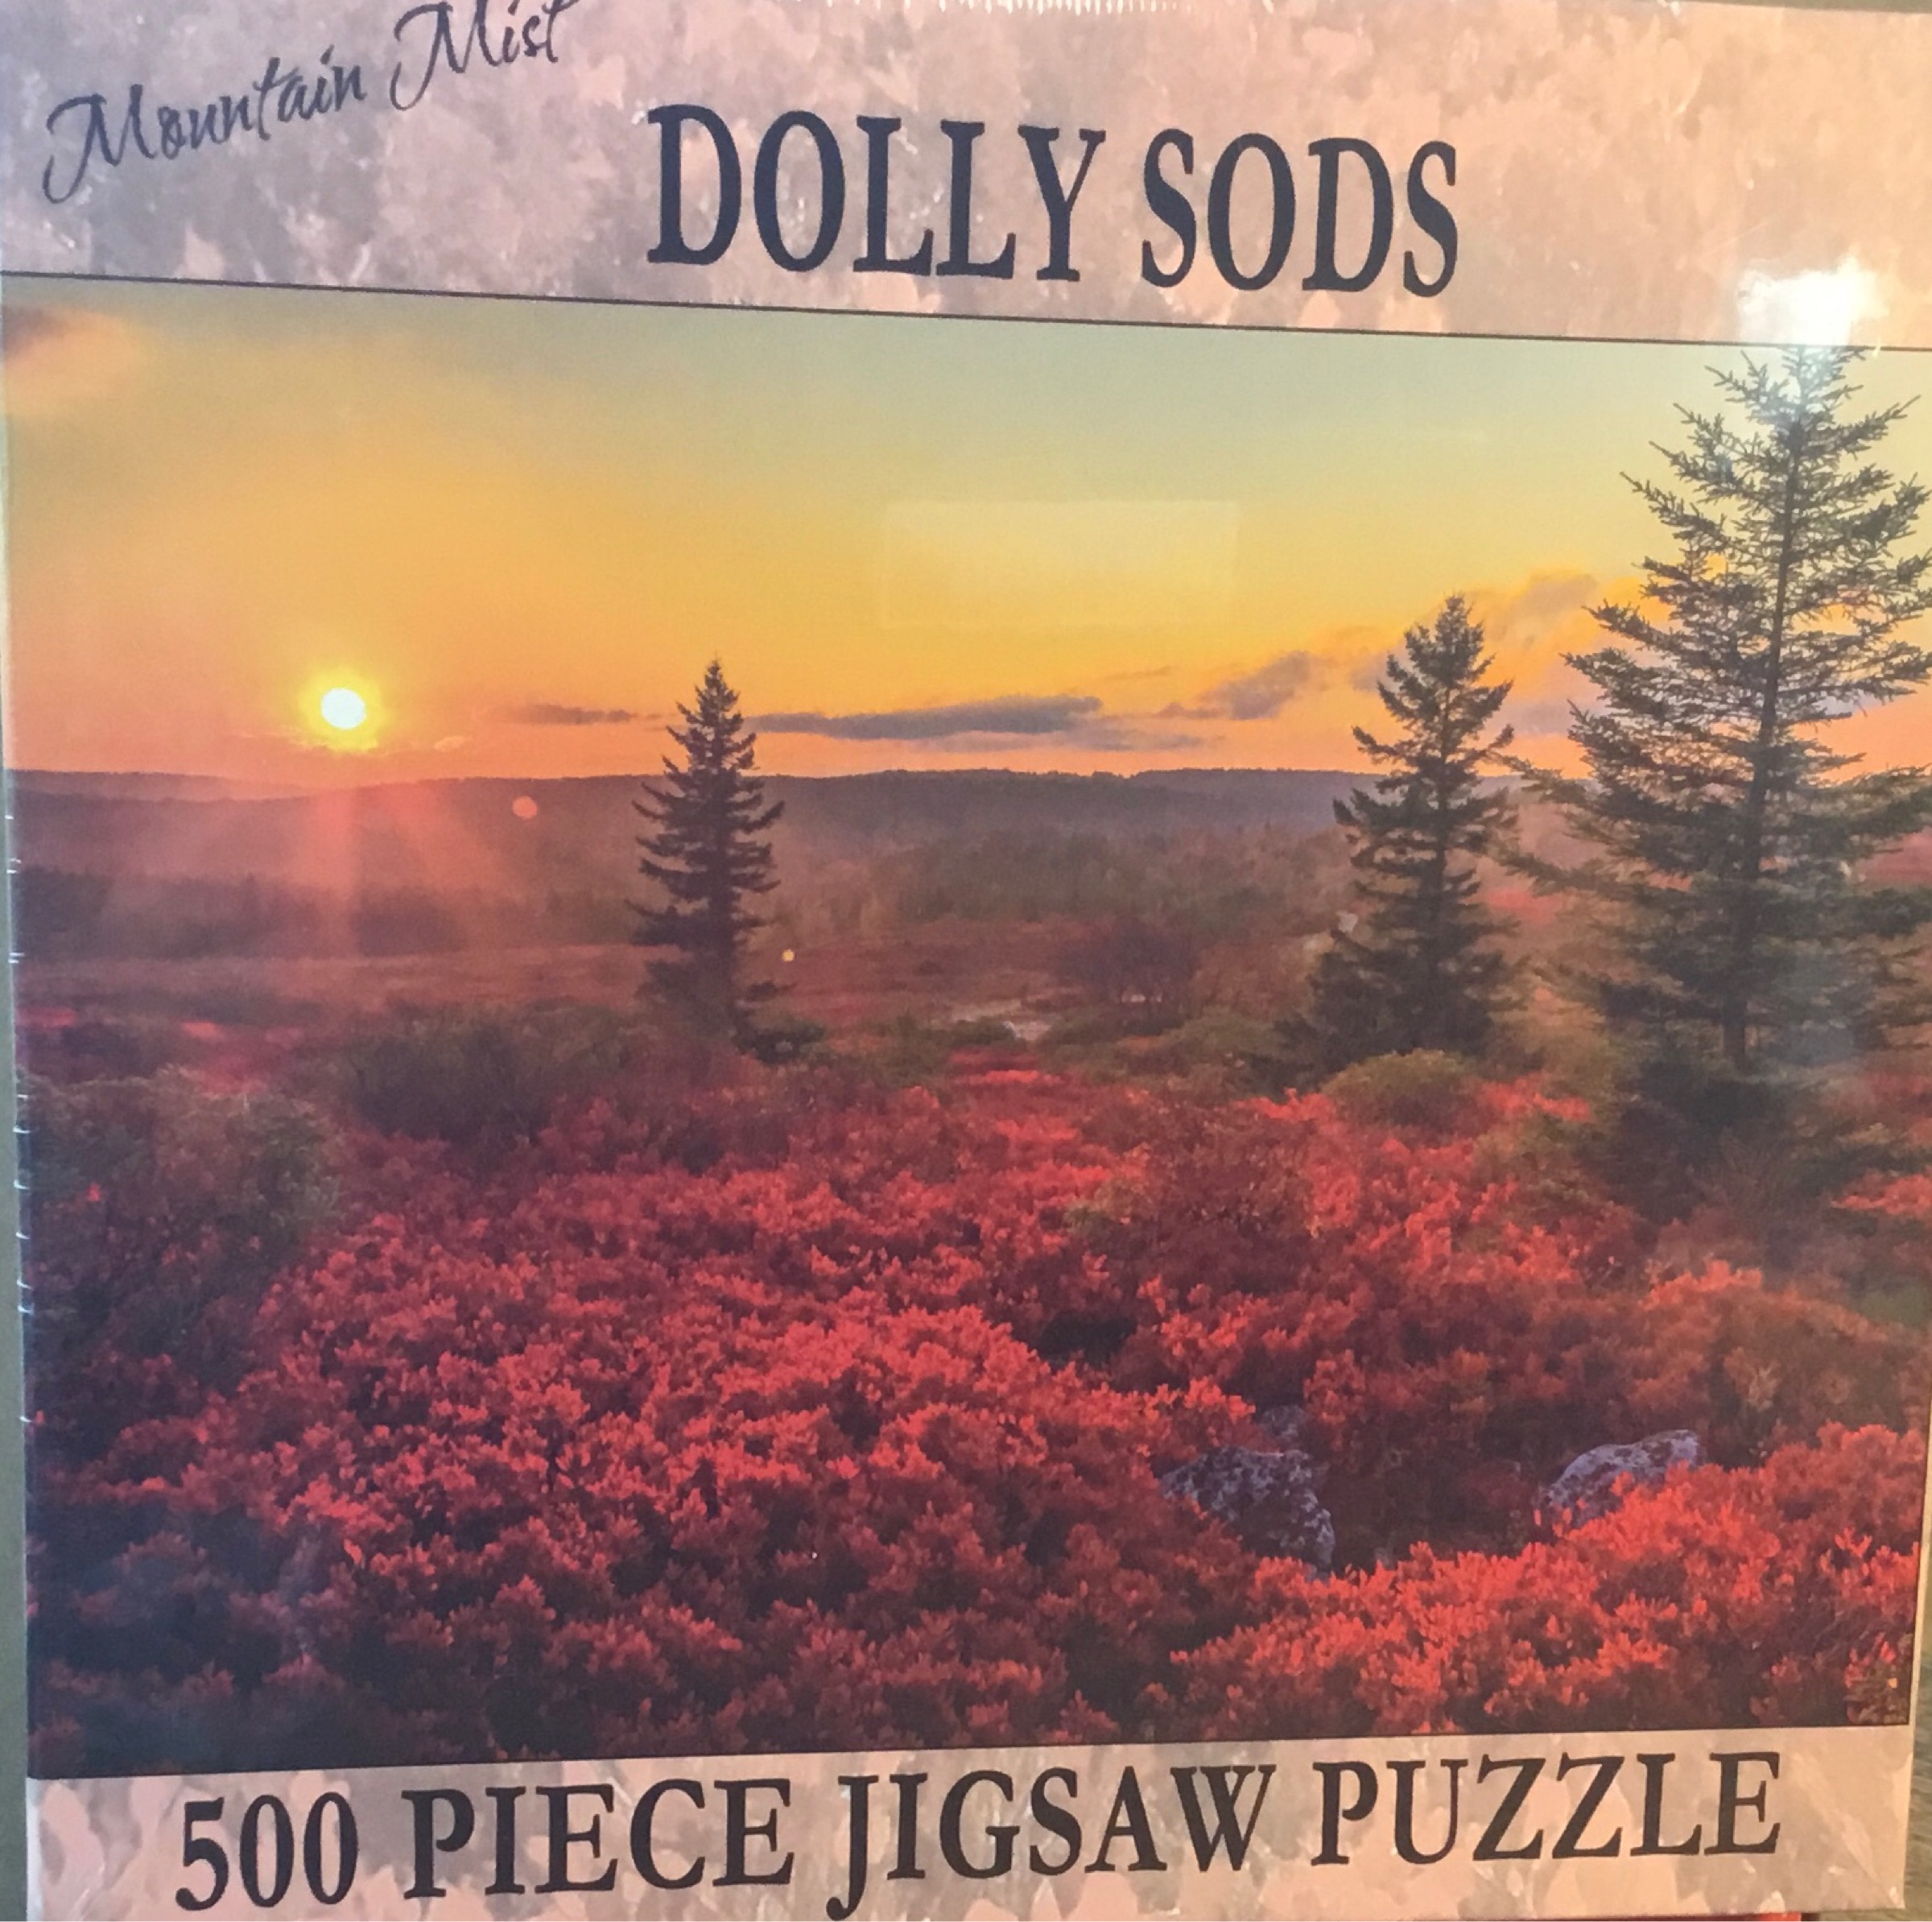 Mountain Mist
DOLLY SODS
500 PIECE JIGSAW PUZZLE